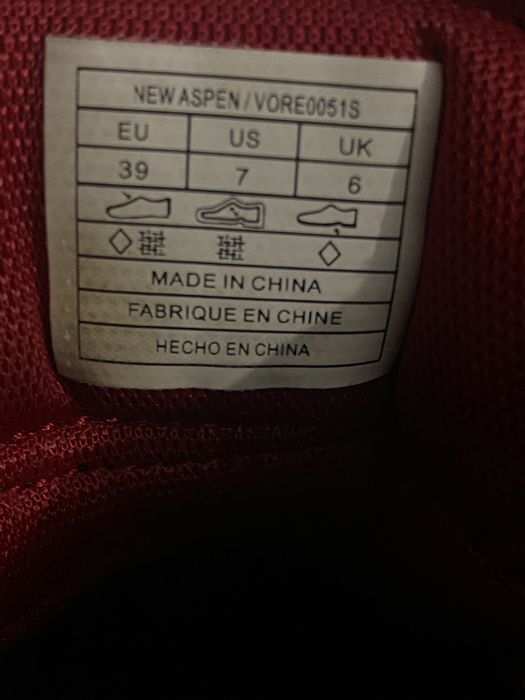 NEW ASPEN / VORE0051S
EU US UK
39 7 6
MADE IN CHINA
FABRIQUE EN CHINE
HECHO EN CHINA